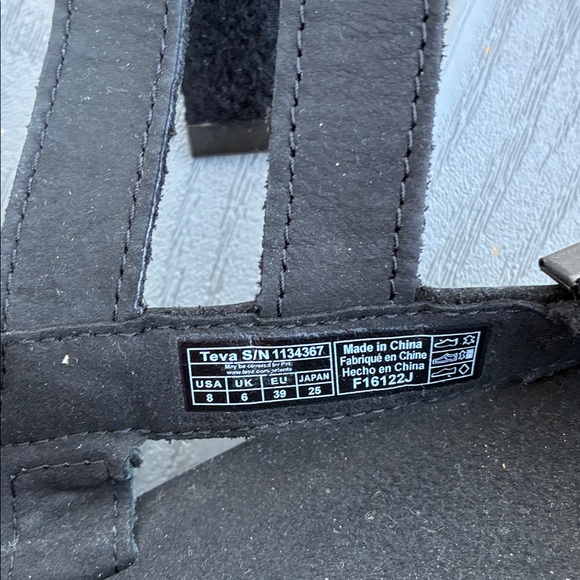 Teva S/N 1134367
May be covered by Pat:
www.teva.com/patents
USA UK EU JAPAN
8 6 39 25
Made in China
Fabriqué en Chine
Hecho en China
F16122J